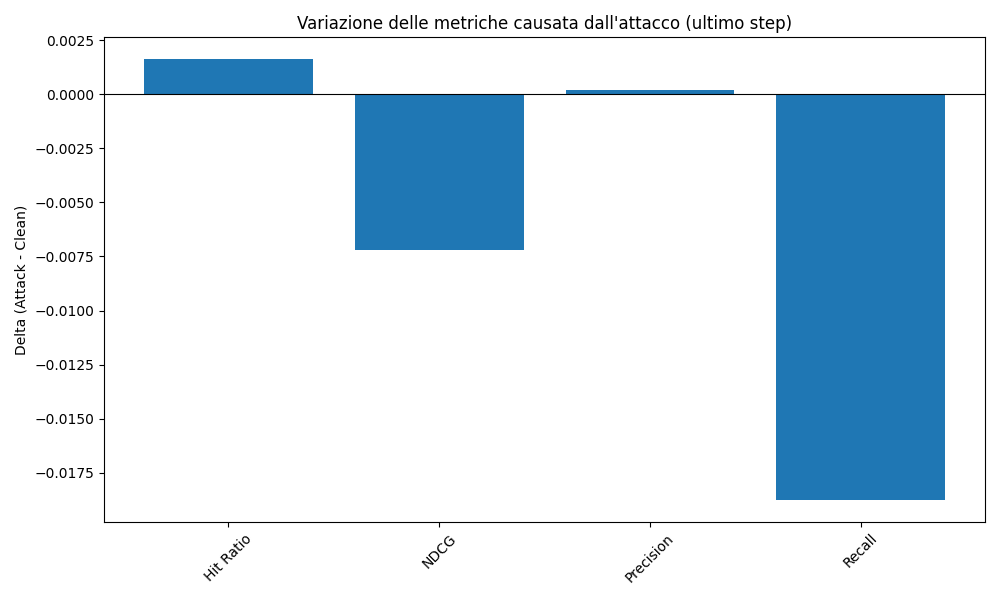 Variazione delle metriche causata dall'attacco (ultimo step)
Delta (Attack - Clean)
0.0025
0.0000
−0.0025
−0.0050
−0.0075
−0.0100
−0.0125
−0.0150
−0.0175
Hit Ratio
NDCG
Precision
Recall